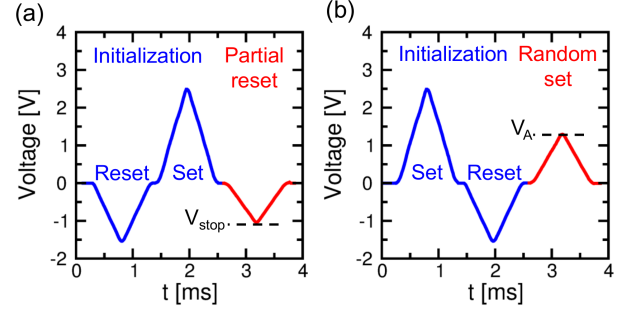 (a)
Initialization
Partial
reset
Reset
Set
V_stop
Voltage [V]
4
3
2
1
0
-1
-2
0
1
2
3
4
t [ms]
(b)
Initialization
Random
set
V_A
Set
Reset
Voltage [V]
4
3
2
1
0
-1
-2
0
1
2
3
4
t [ms]